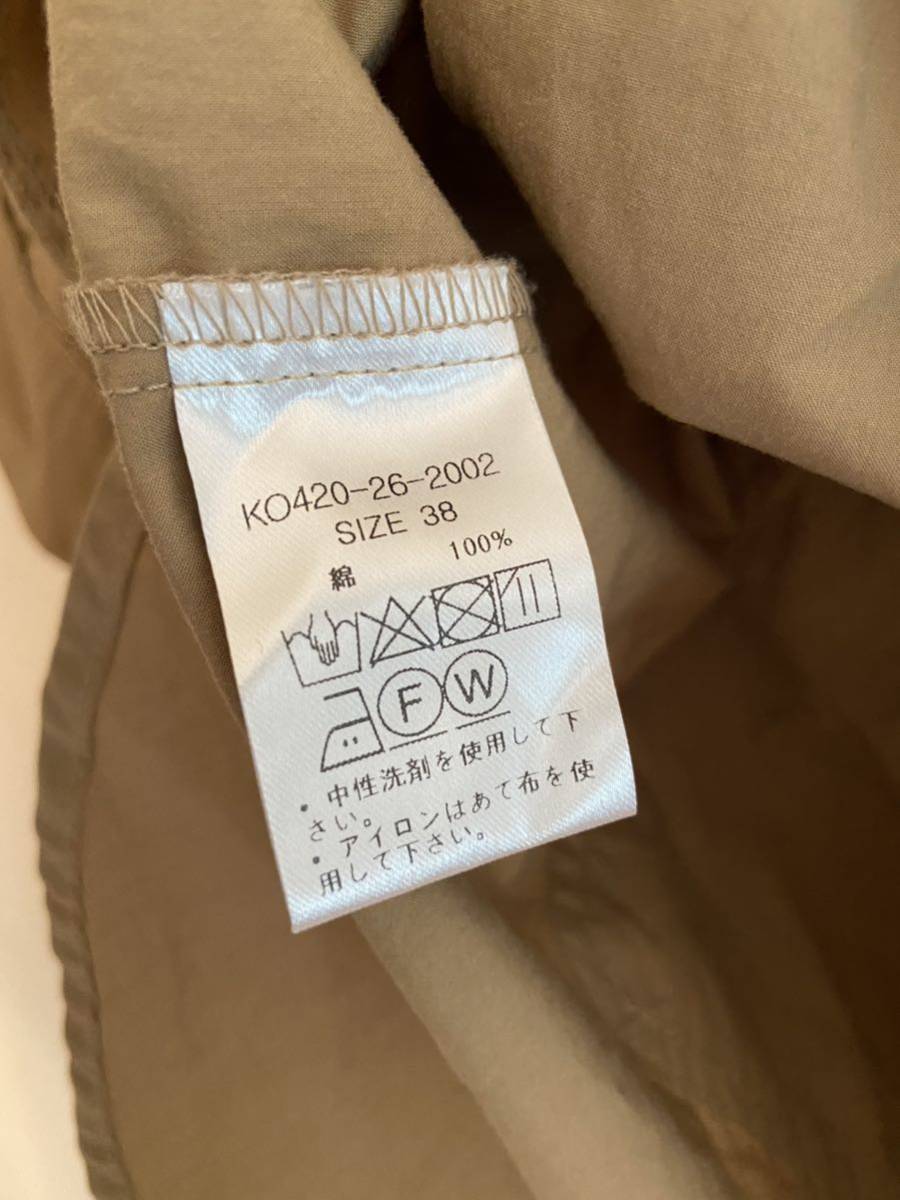 KO420-26-2002
SIZE 38
綿 100%
F W
・中性洗剤を使用して下
さい。
・アイロンはあて布を使
用して下さい。